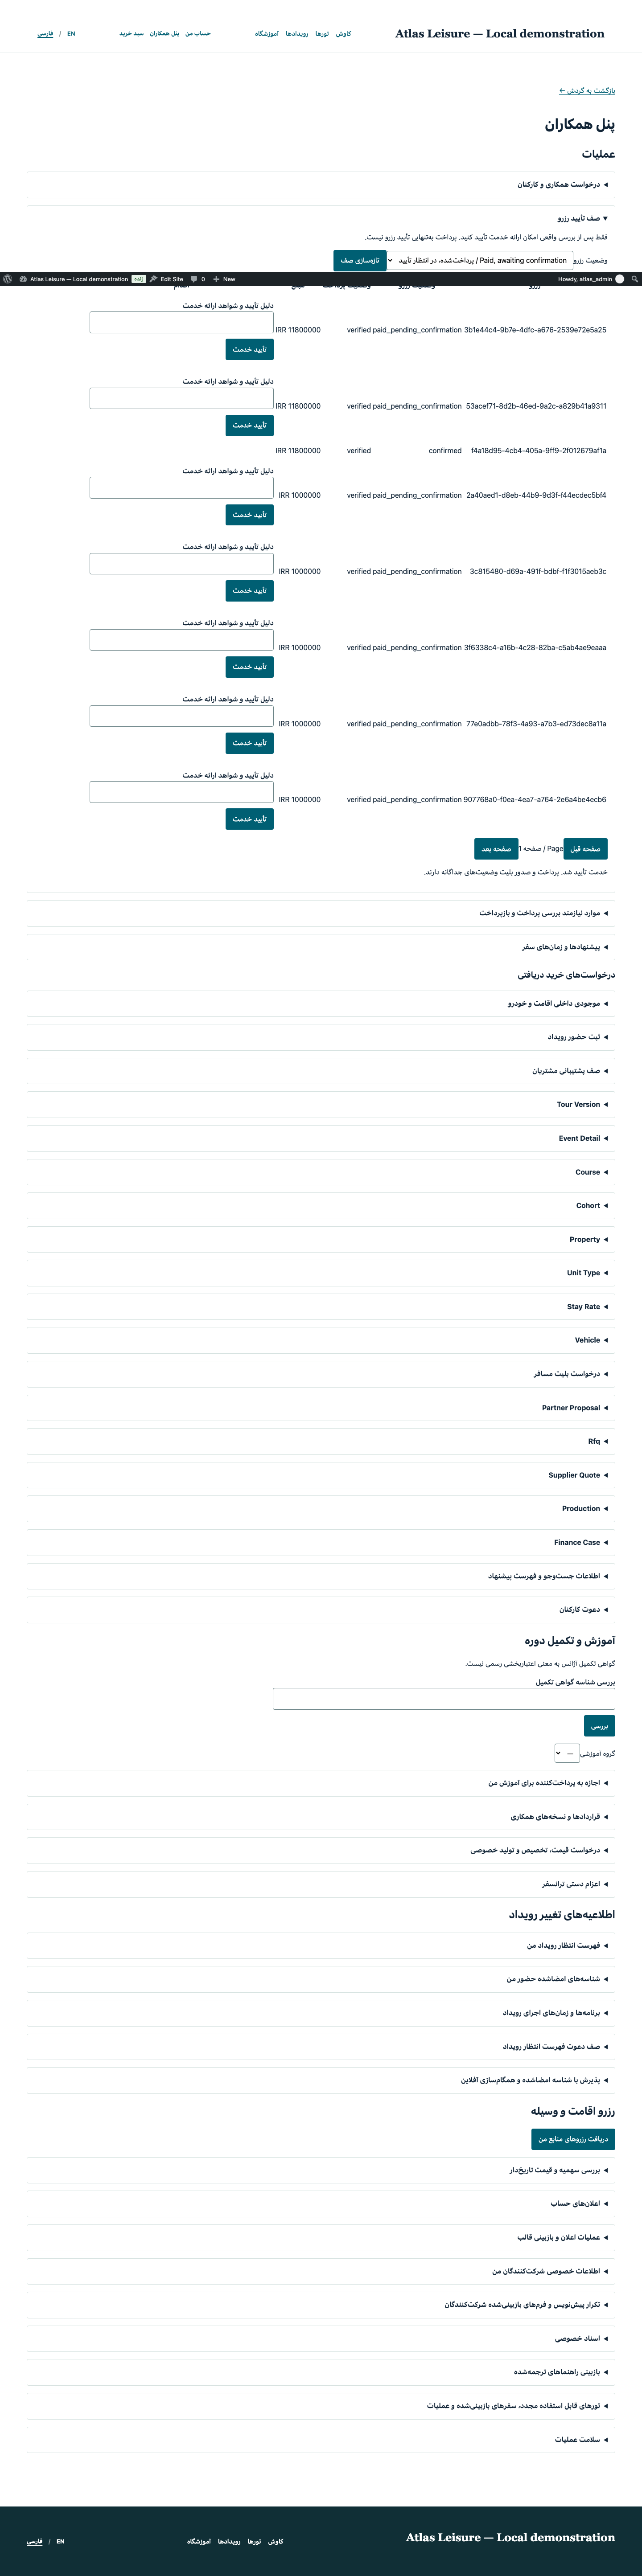 Atlas Leisure — Local demonstration
کاوش تورها رویدادها آموزشگاه
حساب من پنل همکاران سبد خرید
EN / فارسی
بازگشت به گردش ←
پنل همکاران
عملیات
درخواست همکاری و کارکنان
صف تأیید رزرو
فقط پس از بررسی واقعی امکان ارائه خدمت تأیید کنید. پرداخت به‌تنهایی تأیید رزرو نیست.
وضعیت رزرو Paid, awaiting confirmation / پرداخت‌شده، در انتظار تأیید تازه‌سازی صف
Atlas Leisure — Local demonstration زنده Edit Site 0 New Howdy, atlas_admin
دلیل تأیید و شواهد ارائه خدمت
3b1e44c4-9b7e-4dfc-a676-2539e72e5a25 paid_pending_confirmation verified IRR 11800000
تأیید خدمت
دلیل تأیید و شواهد ارائه خدمت
53acef71-8d2b-46ed-9a2c-a829b41a9311 paid_pending_confirmation verified IRR 11800000
تأیید خدمت
f4a18d95-4cb4-405a-9ff9-2f012679af1a confirmed verified IRR 11800000
دلیل تأیید و شواهد ارائه خدمت
2a40aed1-d8eb-44b9-9d3f-f44ecdec5bf4 paid_pending_confirmation verified IRR 1000000
تأیید خدمت
دلیل تأیید و شواهد ارائه خدمت
3c815480-d69a-491f-bdbf-f1f3015aeb3c paid_pending_confirmation verified IRR 1000000
تأیید خدمت
دلیل تأیید و شواهد ارائه خدمت
3f6338c4-a16b-4c28-82ba-c5ab4ae9eaaa paid_pending_confirmation verified IRR 1000000
تأیید خدمت
دلیل تأیید و شواهد ارائه خدمت
77e0adbb-78f3-4a93-a7b3-ed73dec8a11a paid_pending_confirmation verified IRR 1000000
تأیید خدمت
دلیل تأیید و شواهد ارائه خدمت
907768a0-f0ea-4ea7-a764-2e6a4be4ecb6 paid_pending_confirmation verified IRR 1000000
تأیید خدمت
صفحه قبل Page / صفحه 1 صفحه بعد
خدمت تأیید شد. پرداخت و صدور بلیت وضعیت‌های جداگانه دارند.
موارد نیازمند بررسی پرداخت و بازپرداخت
پیشنهادها و زمان‌های سفر
درخواست‌های خرید دریافتی
موجودی داخلی اقامت و خودرو
ثبت حضور رویداد
صف پشتیبانی مشتریان
Tour Version
Event Detail
Course
Cohort
Property
Unit Type
Stay Rate
Vehicle
درخواست بلیت مسافر
Partner Proposal
Rfq
Supplier Quote
Production
Finance Case
اطلاعات جست‌وجو و فهرست پیشنهاد
دعوت کارکنان
آموزش و تکمیل دوره
گواهی تکمیل آژانس به معنی اعتباربخشی رسمی نیست.
بررسی شناسه گواهی تکمیل
بررسی
گروه آموزشی —
اجازه به پرداخت‌کننده برای آموزش من
قراردادها و نسخه‌های همکاری
درخواست قیمت، تخصیص و تولید خصوصی
اعزام دستی ترانسفر
اطلاعیه‌های تغییر رویداد
فهرست انتظار رویداد من
شناسه‌های امضاشده حضور من
برنامه‌ها و زمان‌های اجرای رویداد
صف دعوت فهرست انتظار رویداد
پذیرش با شناسه امضاشده و همگام‌سازی آفلاین
رزرو اقامت و وسیله
دریافت رزروهای منابع من
بررسی سهمیه و قیمت تاریخ‌دار
اعلان‌های حساب
عملیات اعلان و بازبینی قالب
اطلاعات خصوصی شرکت‌کنندگان من
تکرار پیش‌نویس و فرم‌های بازبینی‌شده شرکت‌کنندگان
اسناد خصوصی
بازبینی راهنماهای ترجمه‌شده
تورهای قابل استفاده مجدد، سفرهای بازبینی‌شده و عملیات
سلامت عملیات
Atlas Leisure — Local demonstration
کاوش تورها رویدادها آموزشگاه
EN / فارسی